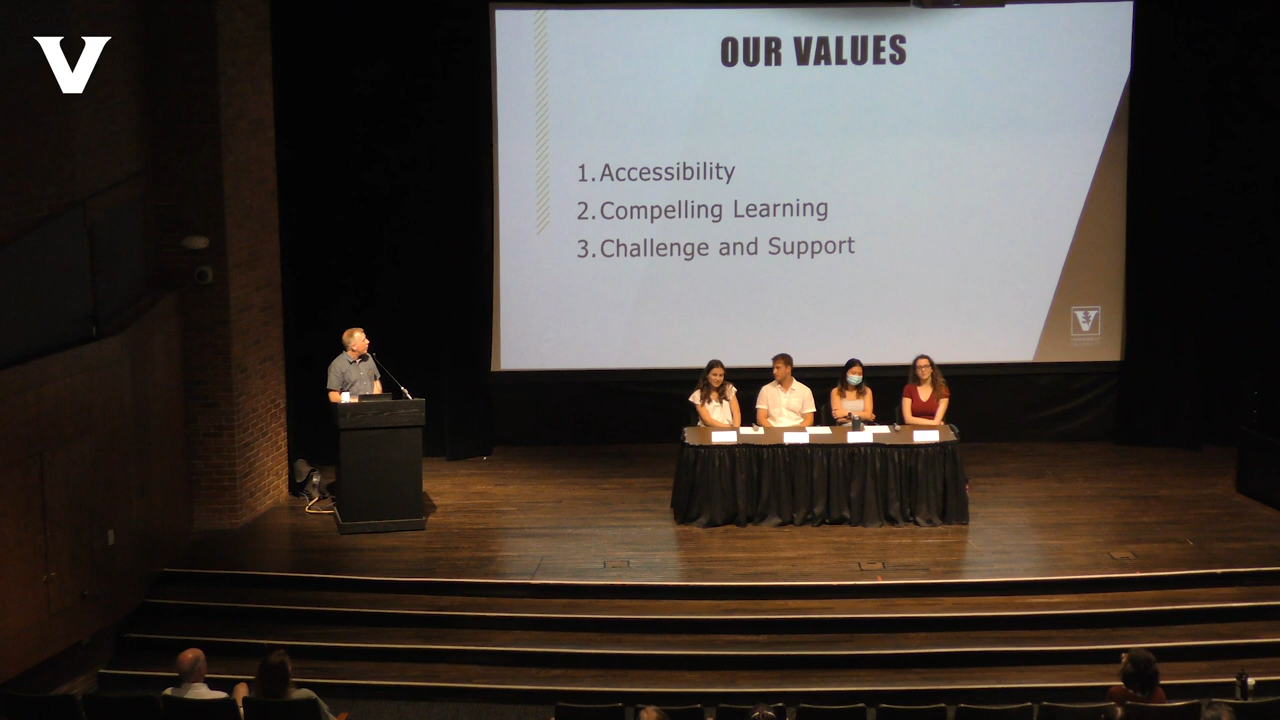 V
OUR VALUES
1. Accessibility
2. Compelling Learning
3. Challenge and Support
V